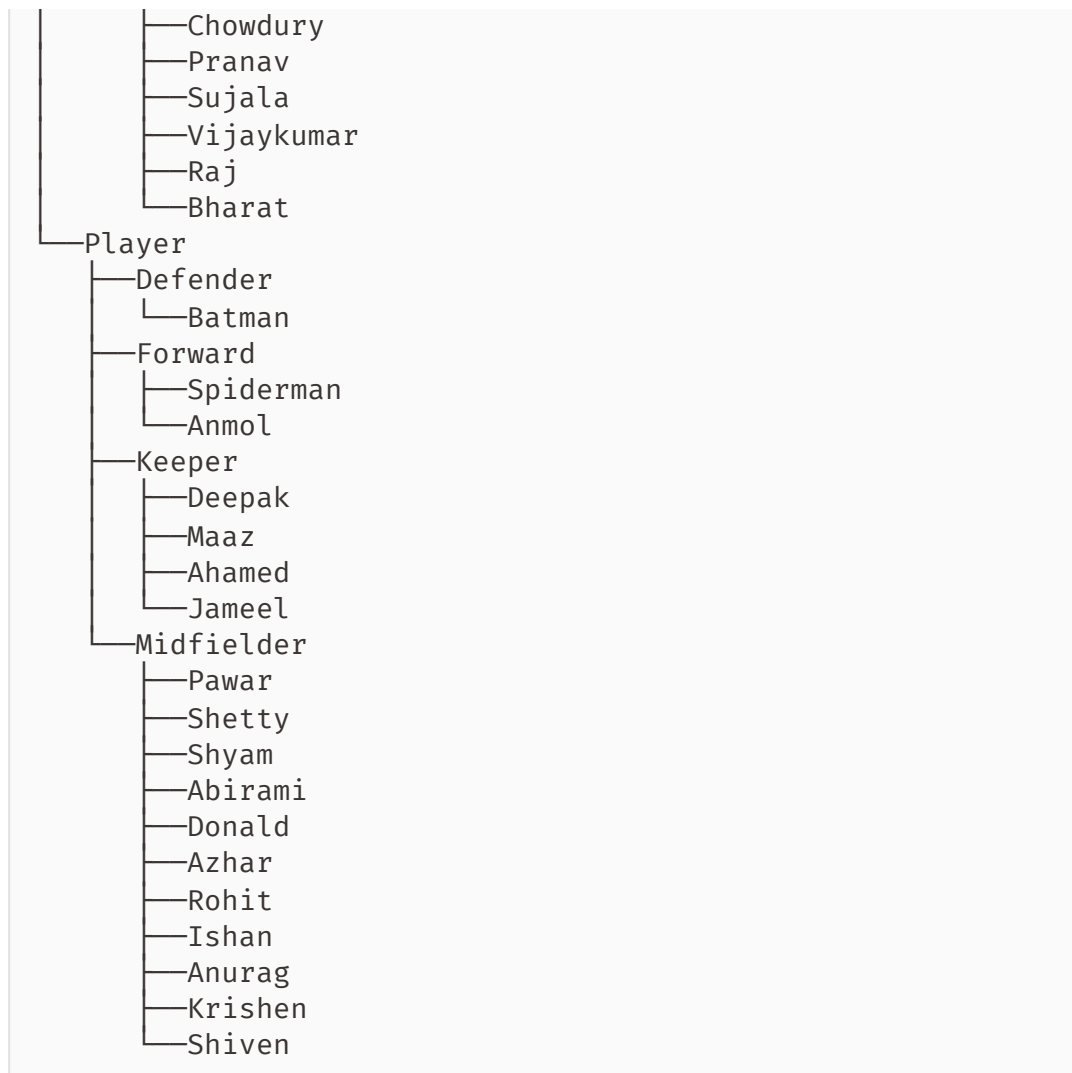 │     ├──Chowdury
│     ├──Pranav
│     ├──Sujala
│     ├──Vijaykumar
│     ├──Raj
│     └──Bharat
└──Player
   ├──Defender
   │  └──Batman
   ├──Forward
   │  ├──Spiderman
   │  └──Anmol
   ├──Keeper
   │  ├──Deepak
   │  ├──Maaz
   │  ├──Ahamed
   │  └──Jameel
   └──Midfielder
      ├──Pawar
      ├──Shetty
      ├──Shyam
      ├──Abirami
      ├──Donald
      ├──Azhar
      ├──Rohit
      ├──Ishan
      ├──Anurag
      ├──Krishen
      └──Shiven